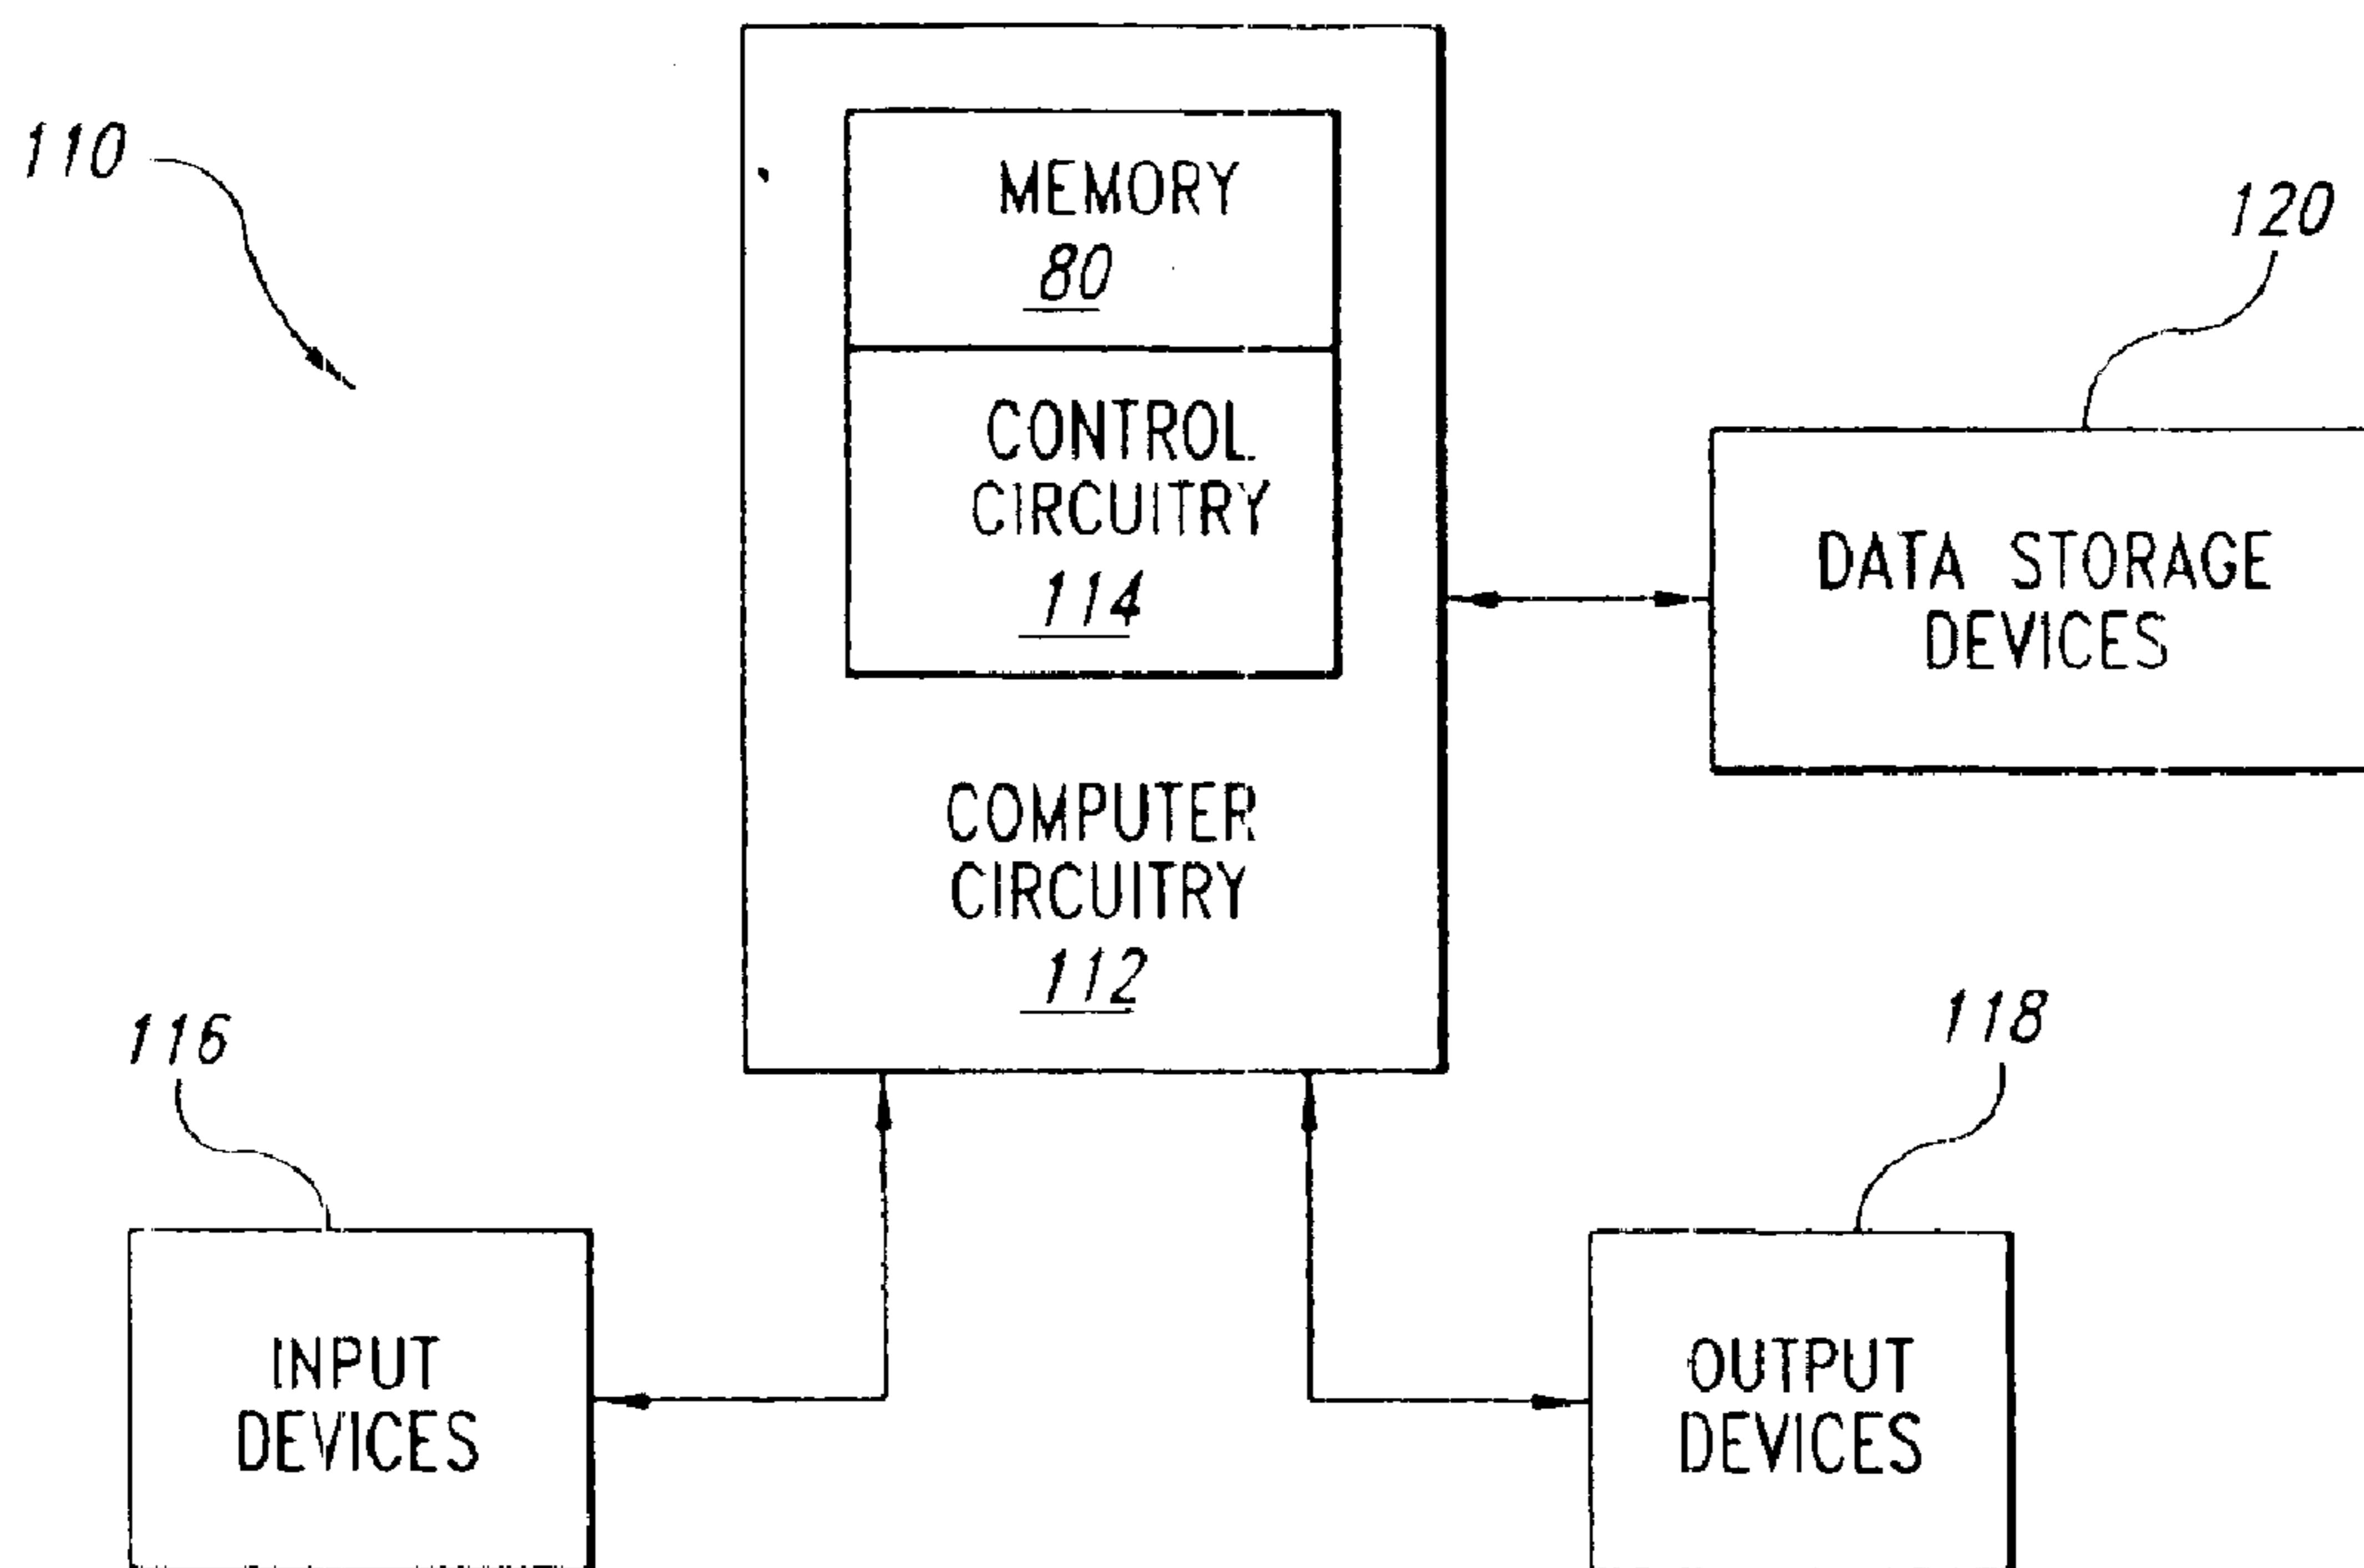 110
MEMORY
80
120
CONTROL
CIRCUITRY
114
DATA STORAGE
DEVICES
COMPUTER
CIRCUITRY
112
116
118
INPUT
DEVICES
OUTPUT
DEVICES